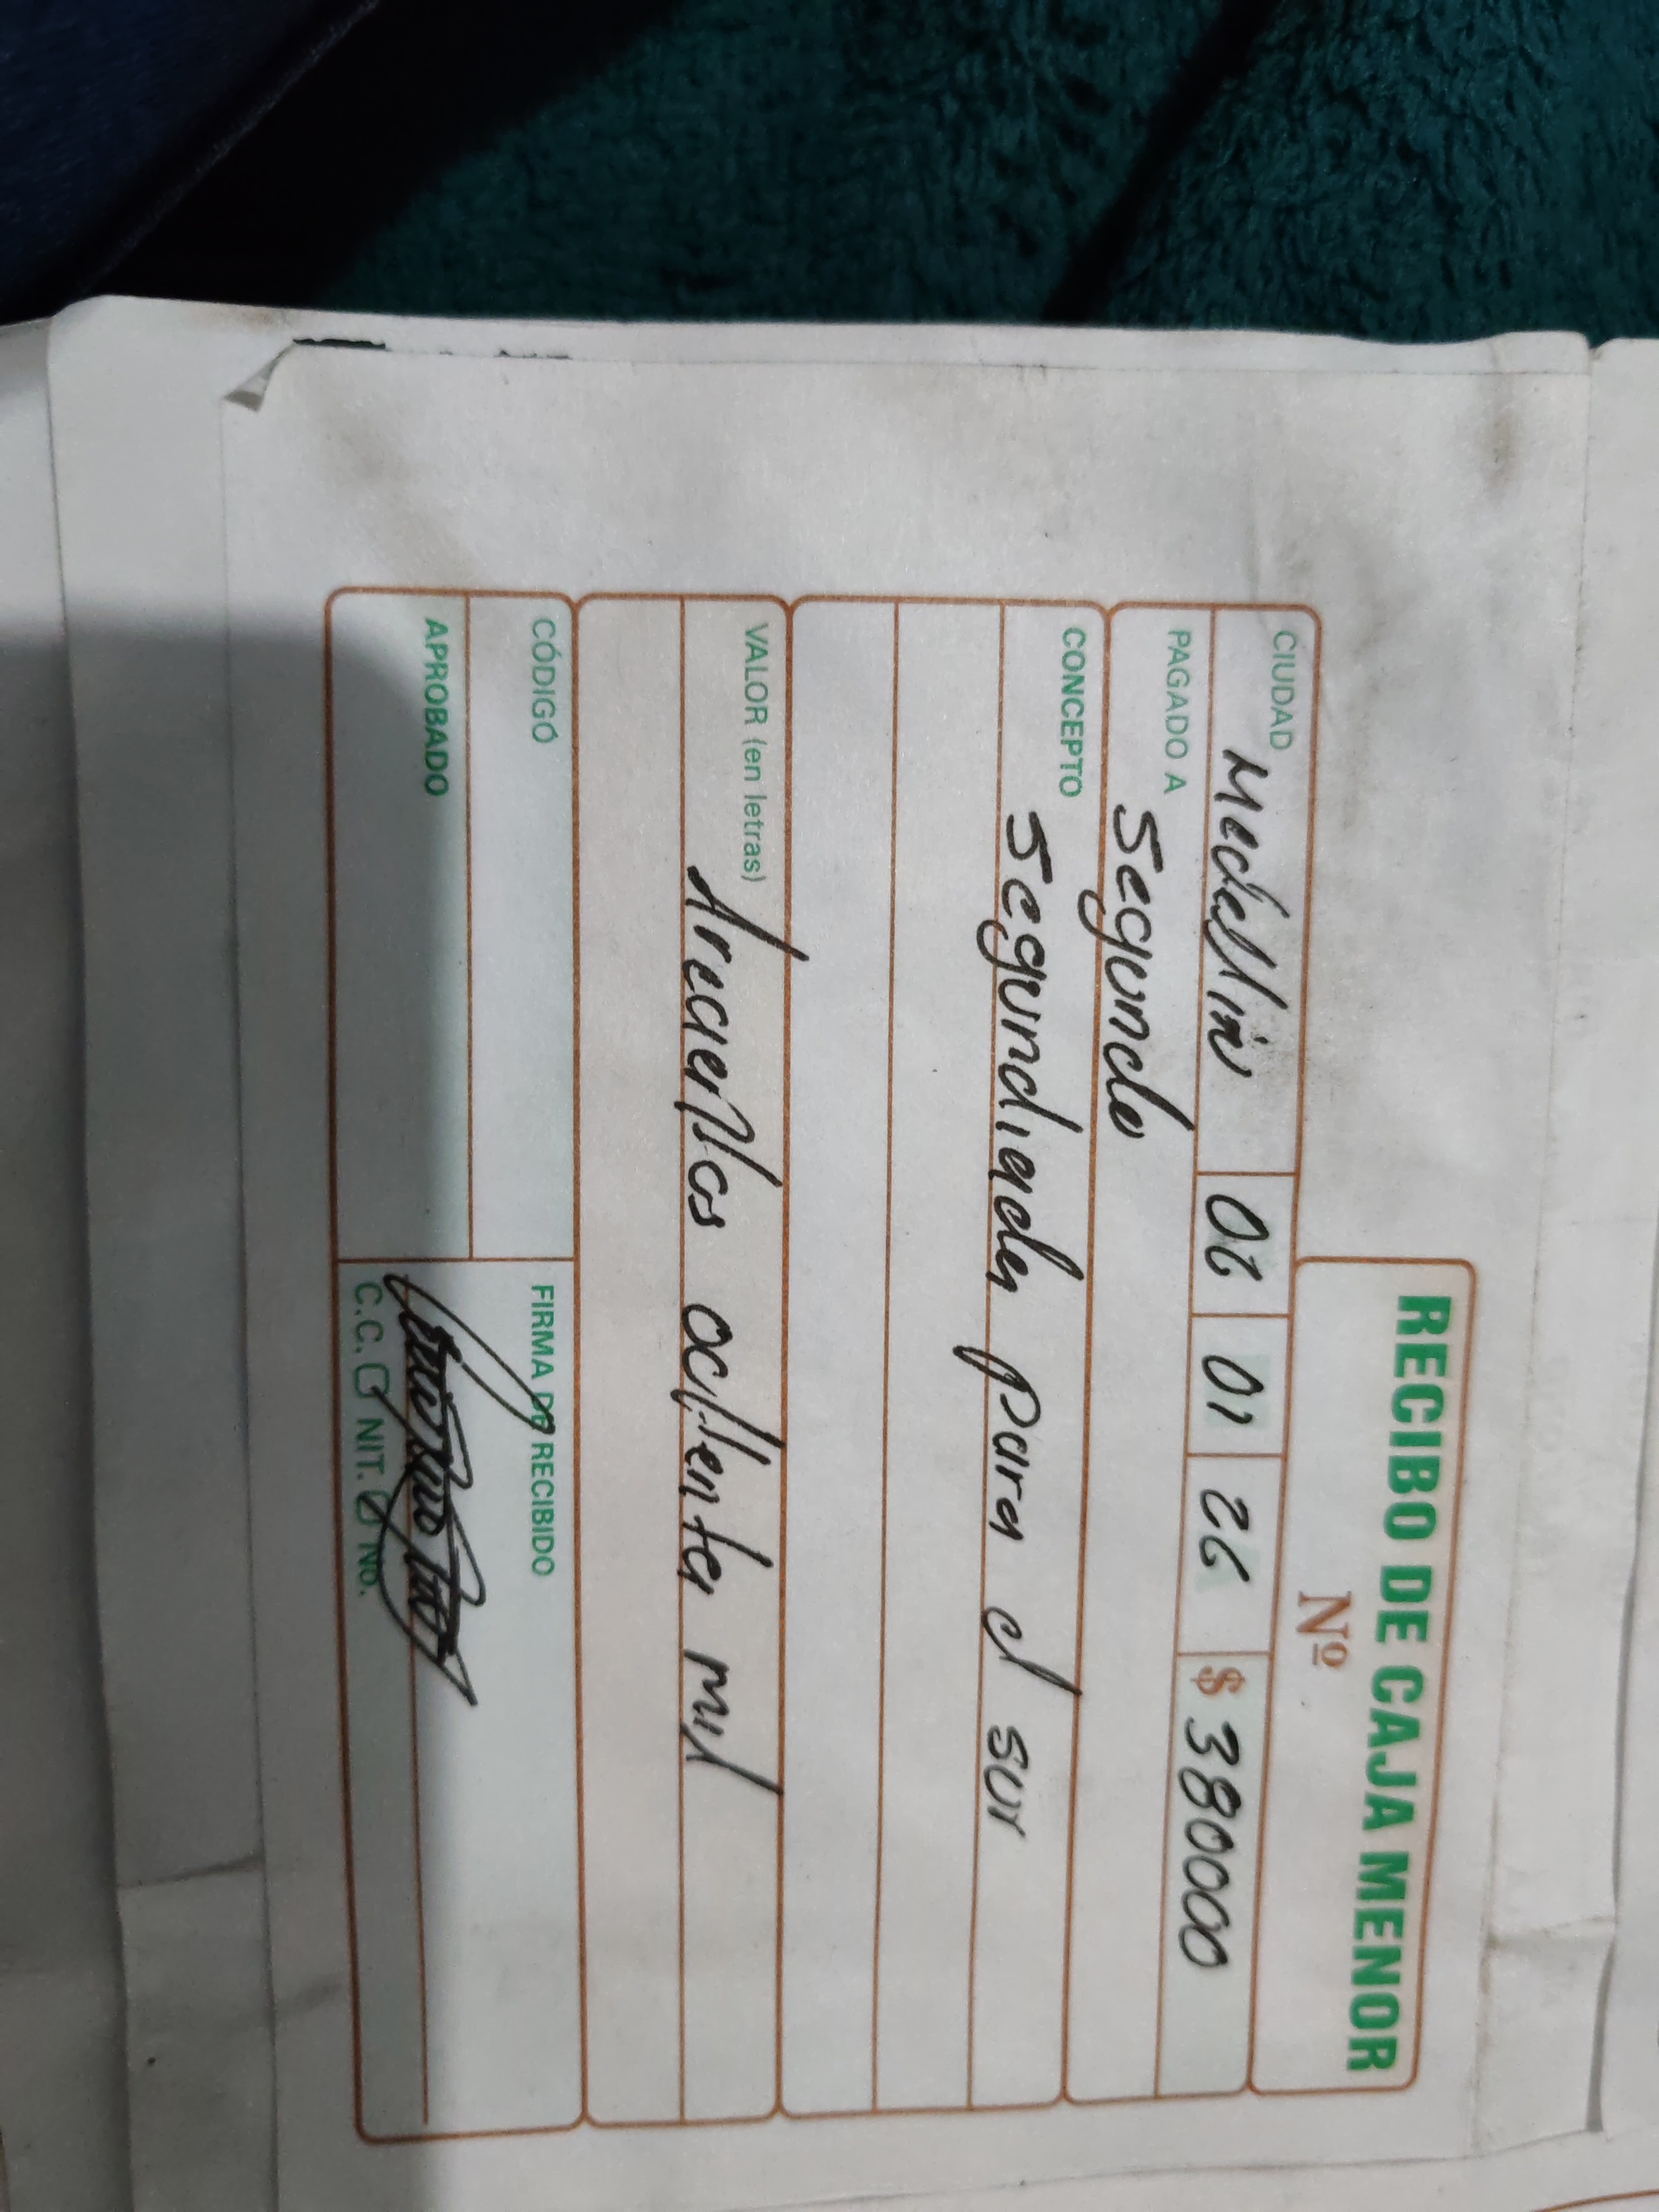 RECIBO DE CAJA MENOR
Nº
CIUDAD Medellin 06 01 26 $ 380000
PAGADO A Segundo
CONCEPTO Segundiada para el sur
VALOR (en letras) trecientos ochenta mil
CÓDIGO
FIRMA DE RECIBIDO
APROBADO
C.C. NIT. NO.